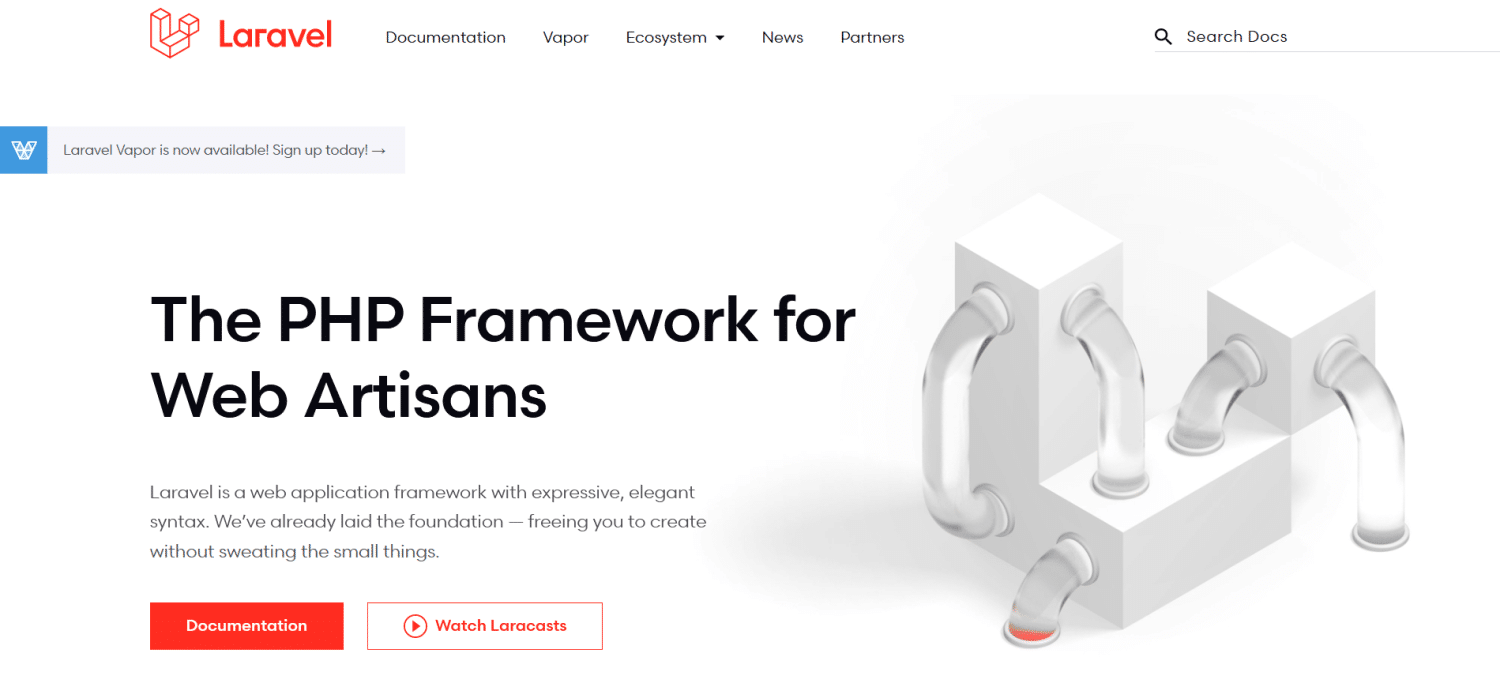 Laravel
Documentation
Vapor
Ecosystem
News
Partners
Search Docs
Laravel Vapor is now available! Sign up today! →
The PHP Framework for
Web Artisans
Laravel is a web application framework with expressive, elegant
syntax. We’ve already laid the foundation — freeing you to create
without sweating the small things.
Documentation
Watch Laracasts